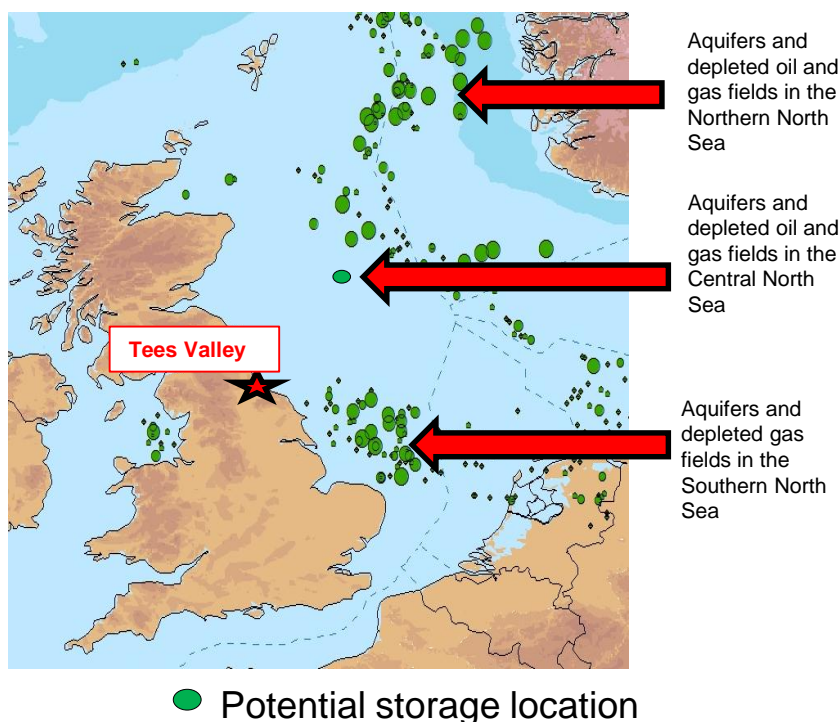 Aquifers and
depleted oil and
gas fields in the
Northern North
Sea
Aquifers and
depleted oil and
gas fields in the
Central North
Sea
Tees Valley
Aquifers and
depleted gas
fields in the
Southern North
Sea
Potential storage location